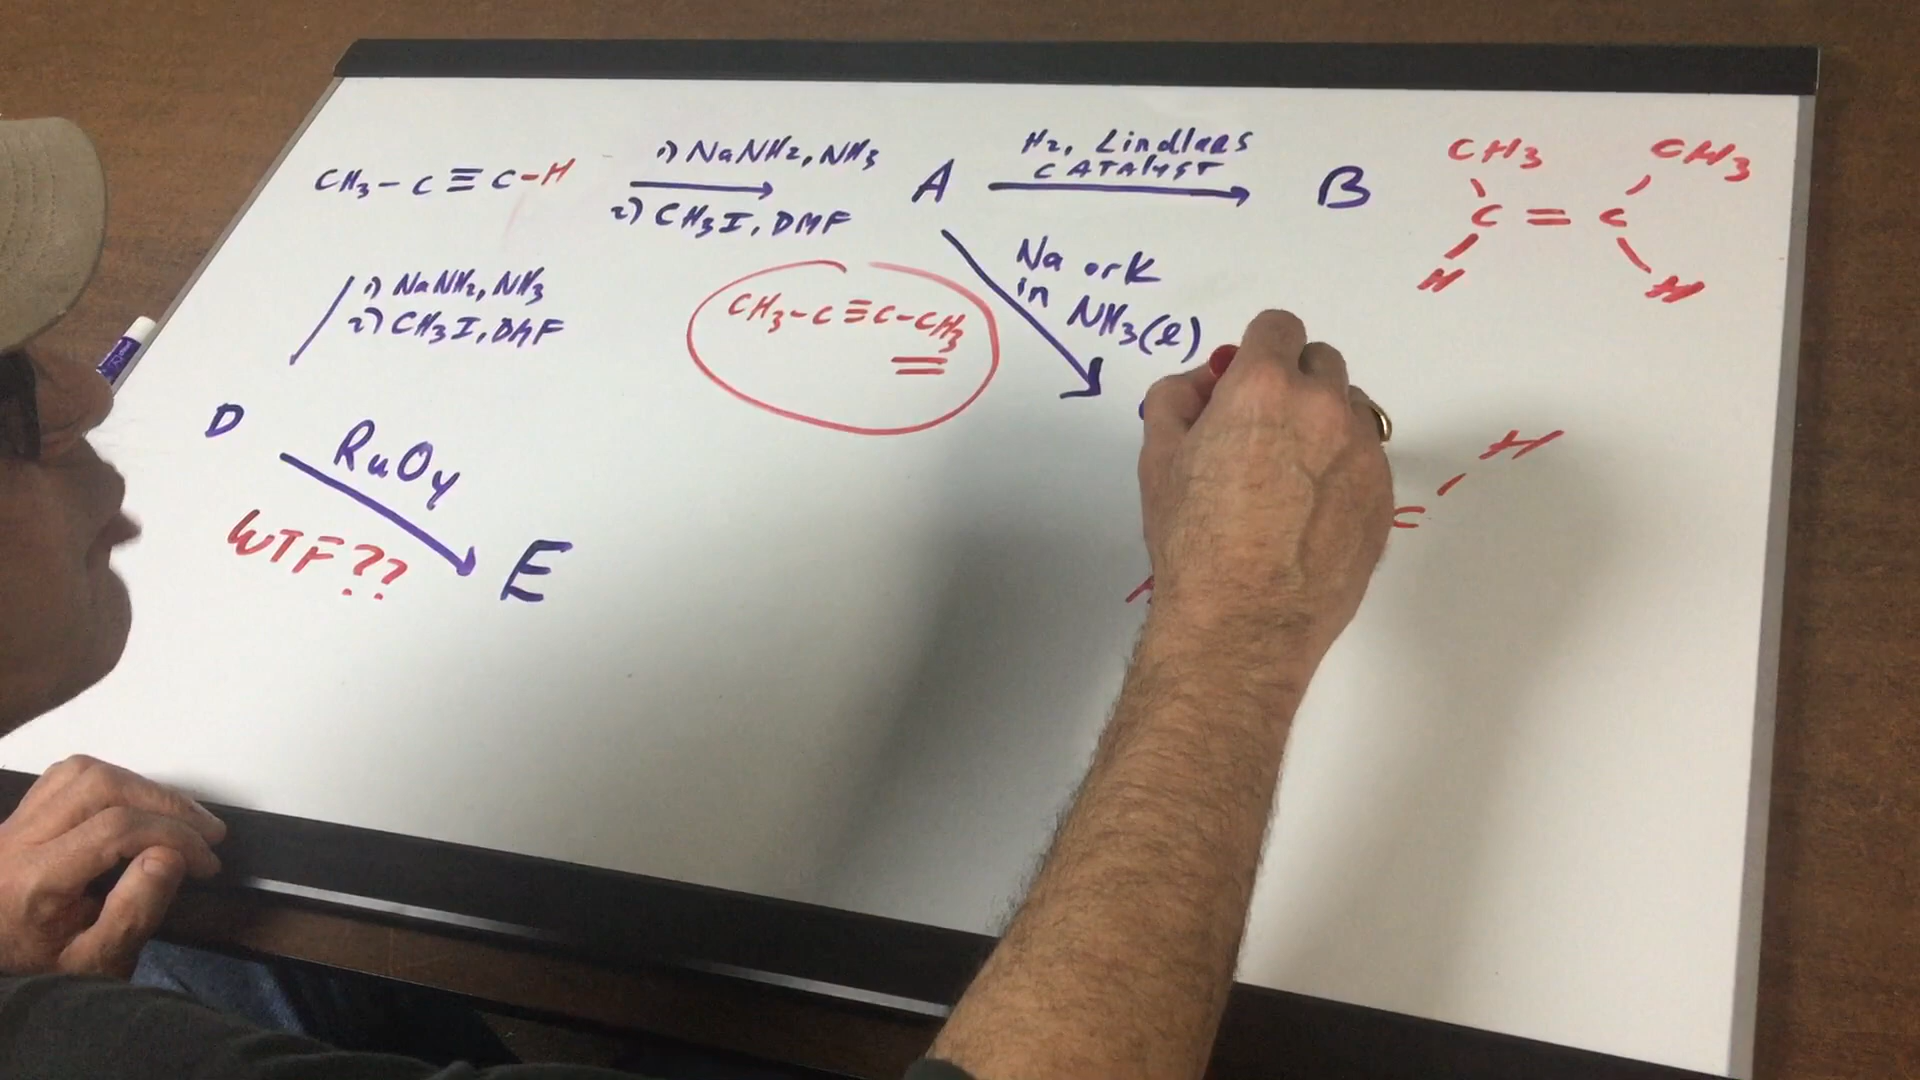 CH3-C≡C-H
1) NaNH2, NH3
2) CH3I, DMF
A
H2, Lindlars
CATAlyst
B
CH3 CH3
C = C
H H
1) NaNH2, NH3
2) CH3I, DMF
CH3-C≡C-CH3
Na or K
in NH3(l)
D
RuO4
WTF??
E
H
C